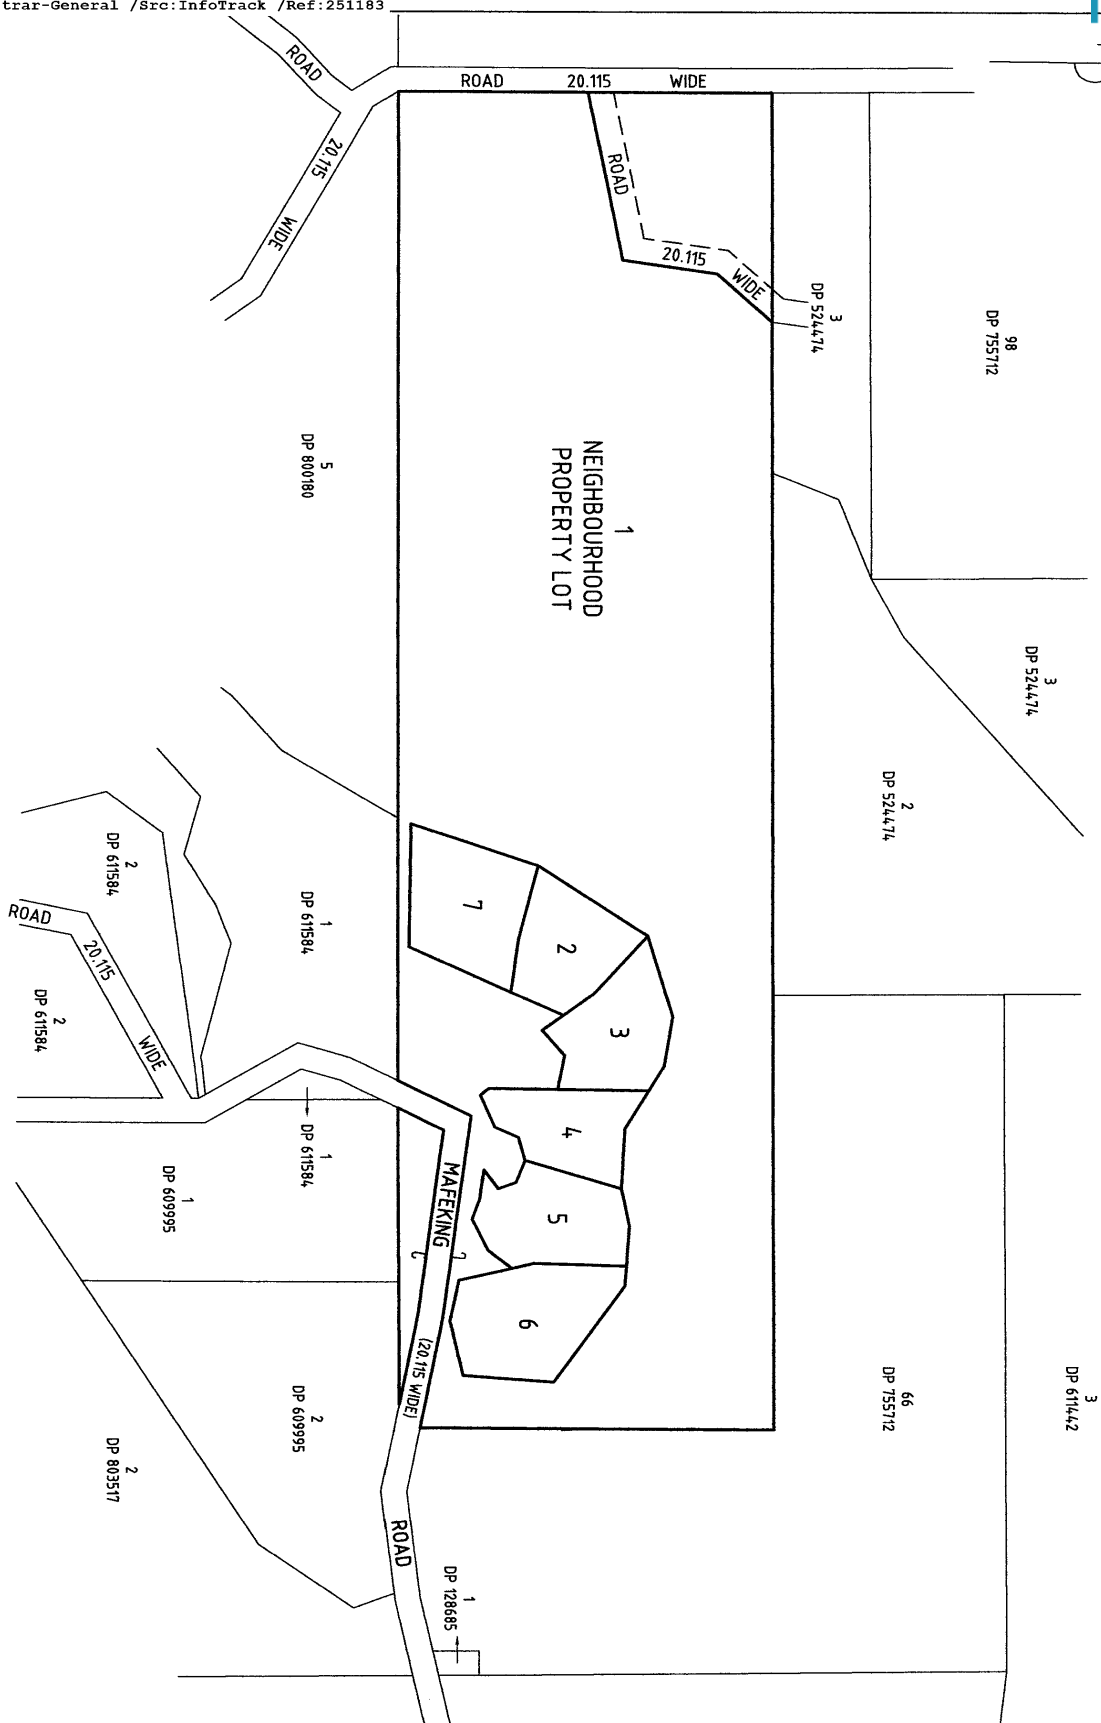 trar-General /Src:InfoTrack /Ref:251183
ROAD
ROAD 20.115 WIDE
20.115
WIDE
ROAD
20.115
WIDE
3
DP 524474
98
DP 755712
5
DP 800180
1
NEIGHBOURHOOD
PROPERTY LOT
3
DP 524474
2
DP 524474
2
DP 611584
1
DP 611584
ROAD
20.115
WIDE
2
DP 611584
7
2
3
4
5
6
1
DP 611584
1
DP 609995
MAFEKING
(20.115 WIDE)
ROAD
2
DP 609995
2
DP 803517
66
DP 755712
3
DP 611442
1
DP 128685